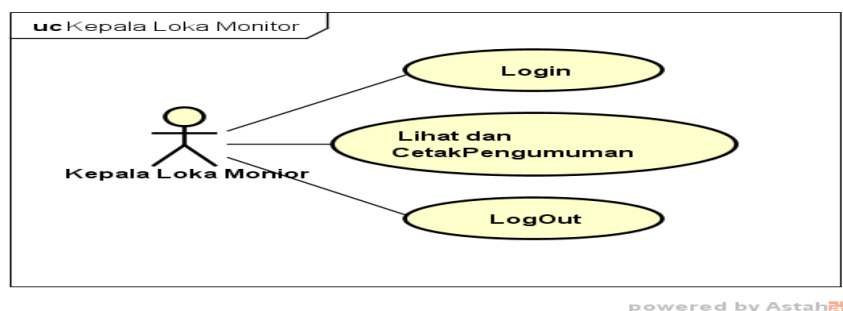 uc Kepala Loka Monitor
Login
Lihat dan
CetakPengumuman
Kepala Loka Monior
LogOut
powered by Astah